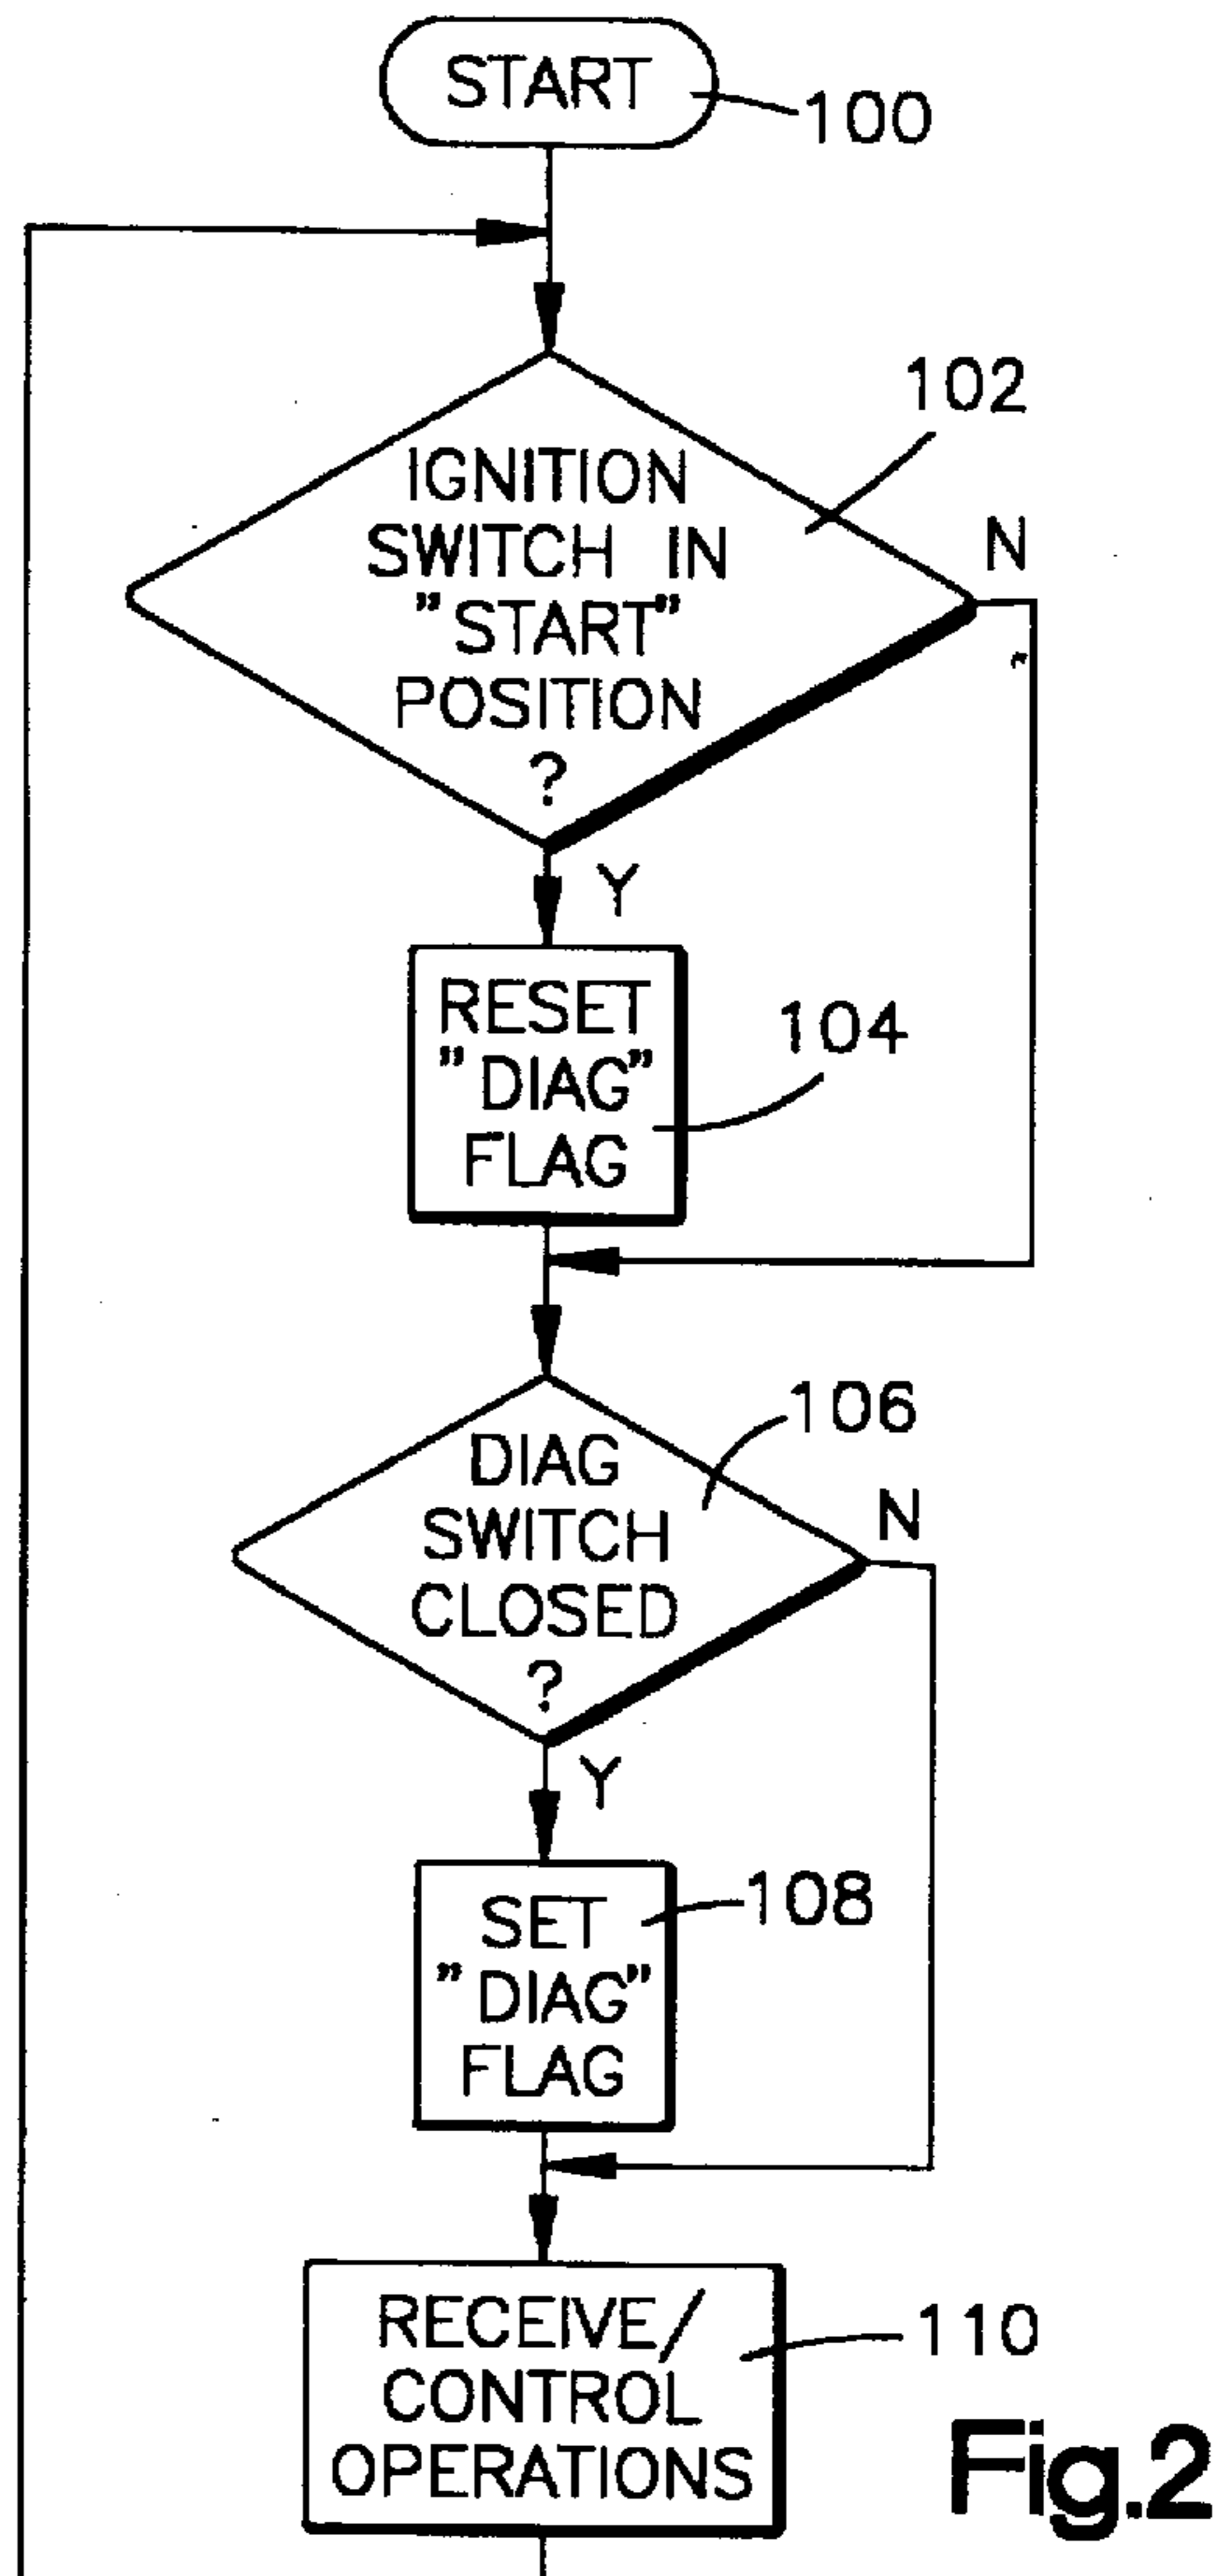 START
100
102
IGNITION
SWITCH IN
"START"
POSITION
?
N
Y
RESET
"DIAG"
FLAG
104
106
DIAG
SWITCH
CLOSED
?
N
Y
SET
"DIAG"
FLAG
108
RECEIVE/
CONTROL
OPERATIONS
110
Fig.2